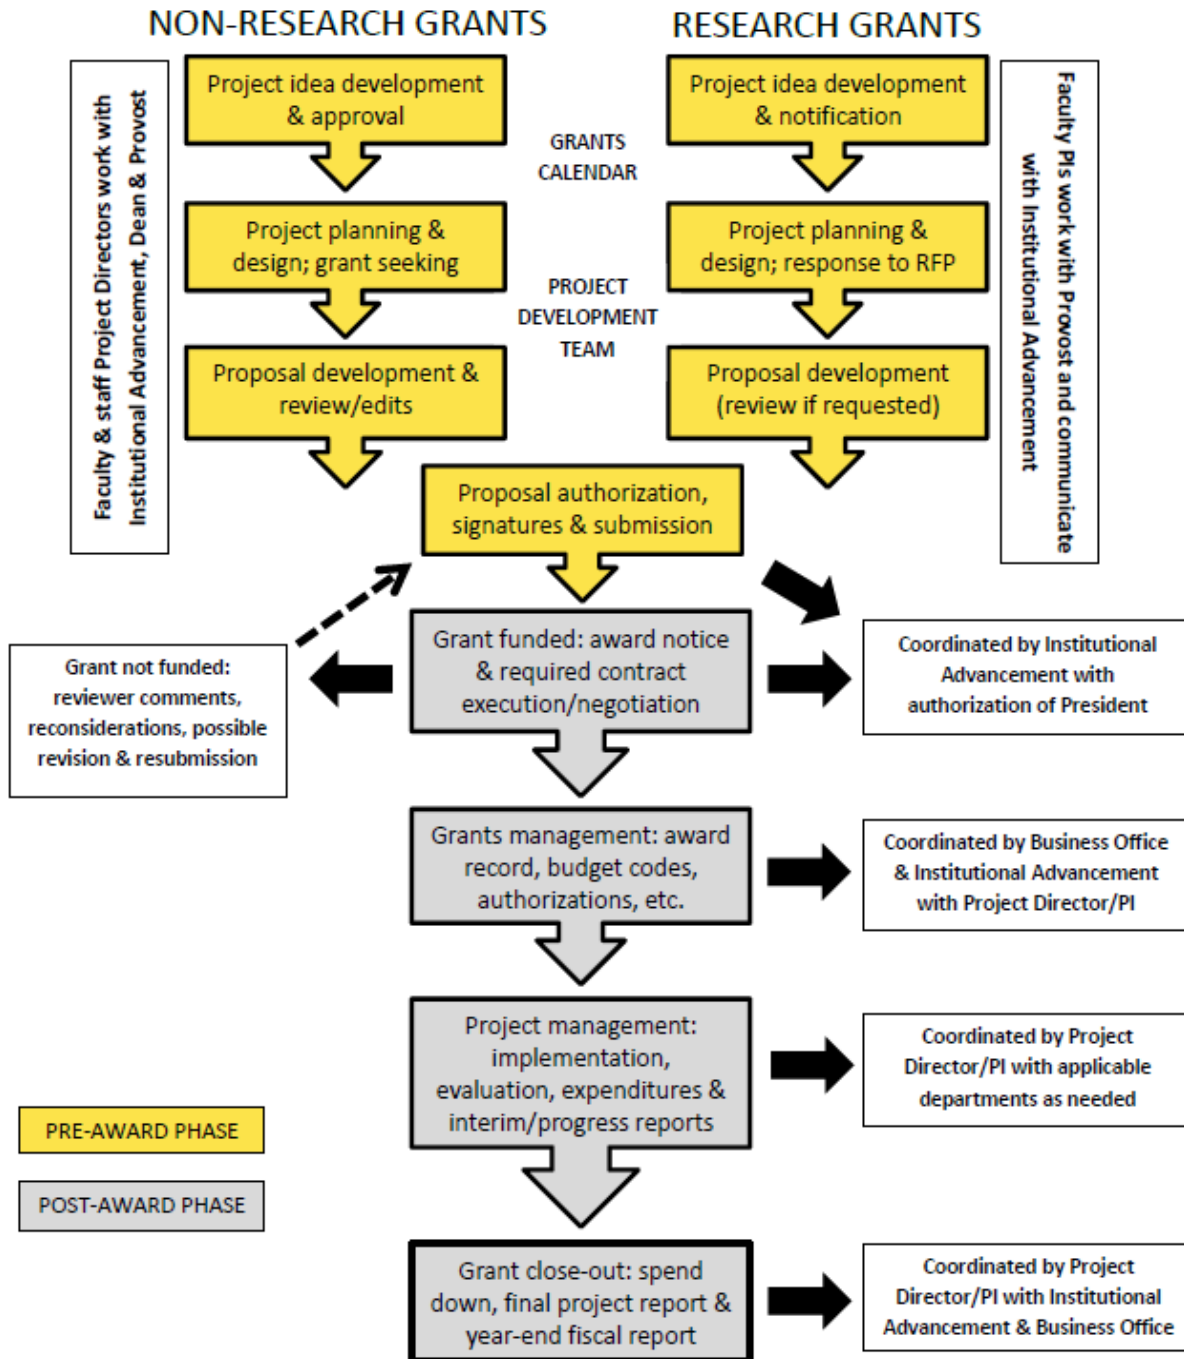 NON-RESEARCH GRANTS
RESEARCH GRANTS
Faculty & staff Project Directors work with
Institutional Advancement, Dean & Provost
Project idea development
& approval
Project idea development
& notification
Faculty PIs work with Provost and communicate
with Institutional Advancement
GRANTS
CALENDAR
Project planning &
design; grant seeking
Project planning &
design; response to RFP
PROJECT
DEVELOPMENT
TEAM
Proposal development &
review/edits
Proposal development
(review if requested)
Proposal authorization,
signatures & submission
Grant not funded:
reviewer comments,
reconsiderations, possible
revision & resubmission
Grant funded: award notice
& required contract
execution/negotiation
Coordinated by Institutional
Advancement with
authorization of President
Grants management: award
record, budget codes,
authorizations, etc.
Coordinated by Business Office
& Institutional Advancement
with Project Director/PI
Project management:
implementation,
evaluation, expenditures &
interim/progress reports
Coordinated by Project
Director/PI with applicable
departments as needed
PRE-AWARD PHASE
POST-AWARD PHASE
Grant close-out: spend
down, final project report &
year-end fiscal report
Coordinated by Project
Director/PI with Institutional
Advancement & Business Office